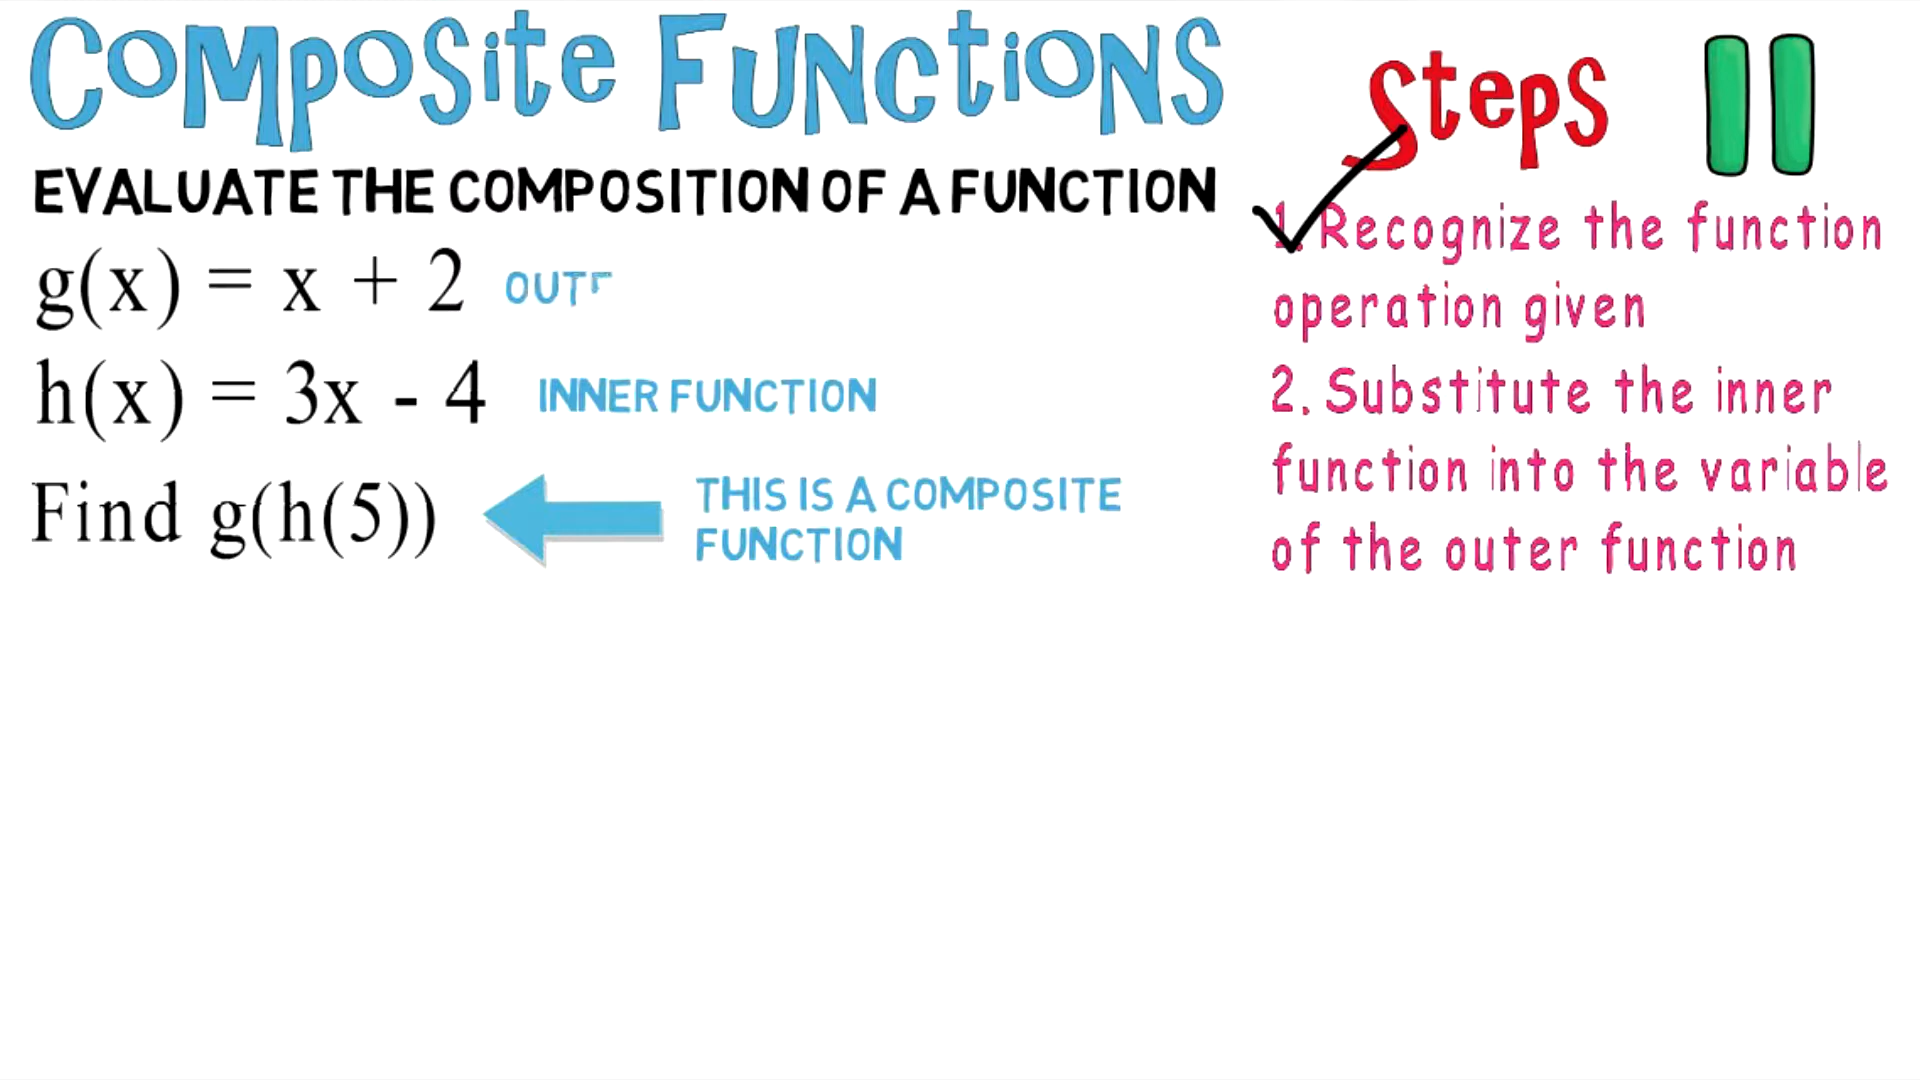 Composite Functions
Steps
EVALUATE THE COMPOSITION OF A FUNCTION
g(x) = x + 2
h(x) = 3x - 4 INNER FUNCTION
Find g(h(5))
THIS IS A COMPOSITE
FUNCTION
1. Recognize the function
operation given
2. Substitute the inner
function into the variable
of the outer function